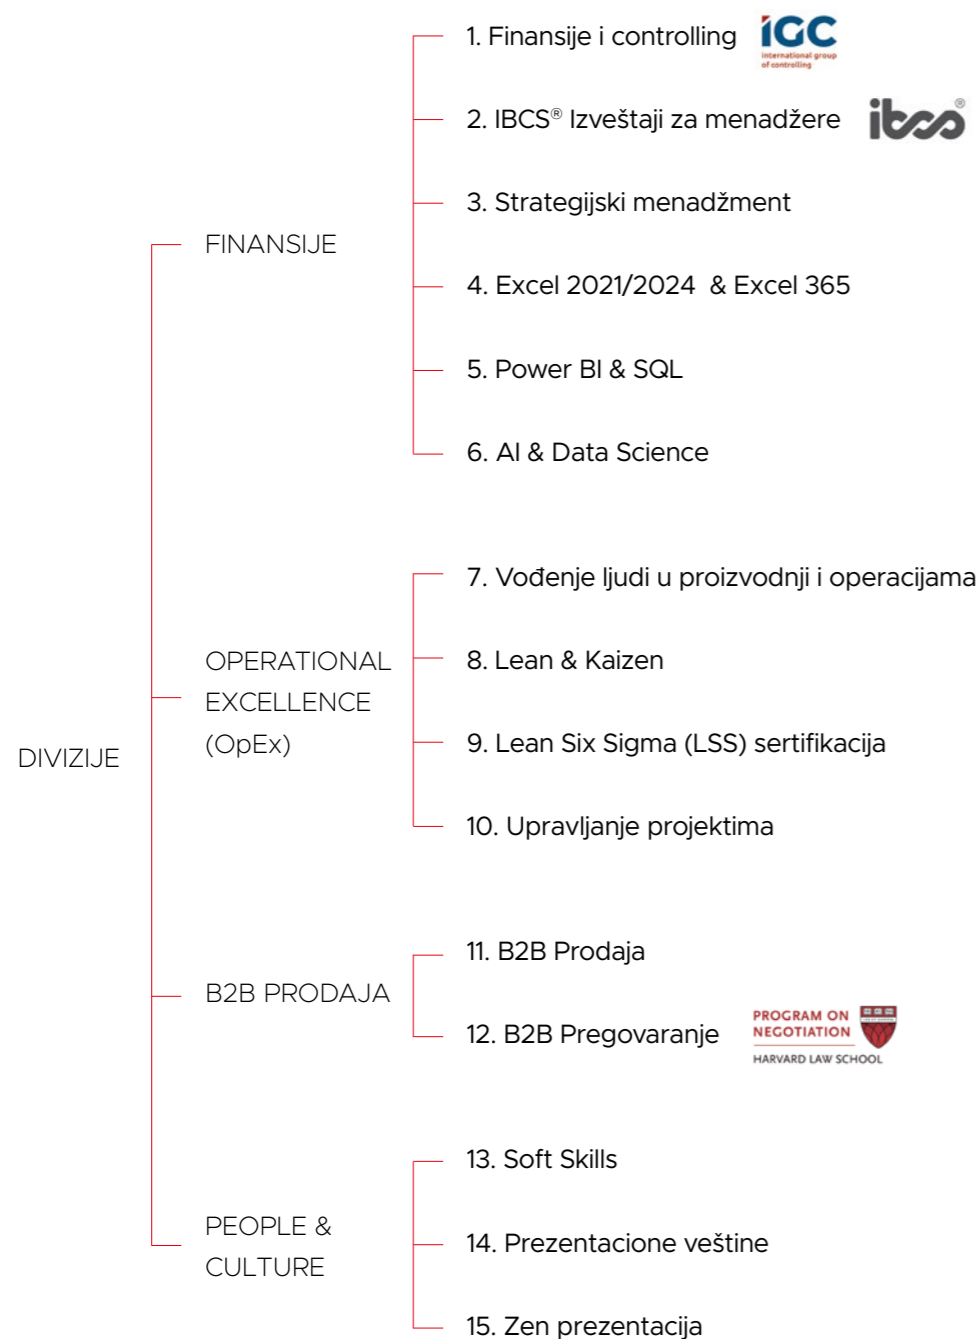 1. Finansije i controlling
iGC
international group
of controlling
2. IBCS® Izveštaji za menadžere
ibcs®
3. Strategijski menadžment
FINANSIJE
4. Excel 2021/2024 & Excel 365
5. Power BI & SQL
6. AI & Data Science
7. Vođenje ljudi u proizvodnji i operacijama
OPERATIONAL
EXCELLENCE
(OpEx)
8. Lean & Kaizen
9. Lean Six Sigma (LSS) sertifikacija
DIVIZIJE
10. Upravljanje projektima
11. B2B Prodaja
B2B PRODAJA
12. B2B Pregovaranje
PROGRAM ON
NEGOTIATION
HARVARD LAW SCHOOL
13. Soft Skills
PEOPLE &
CULTURE
14. Prezentacione veštine
15. Zen prezentacija